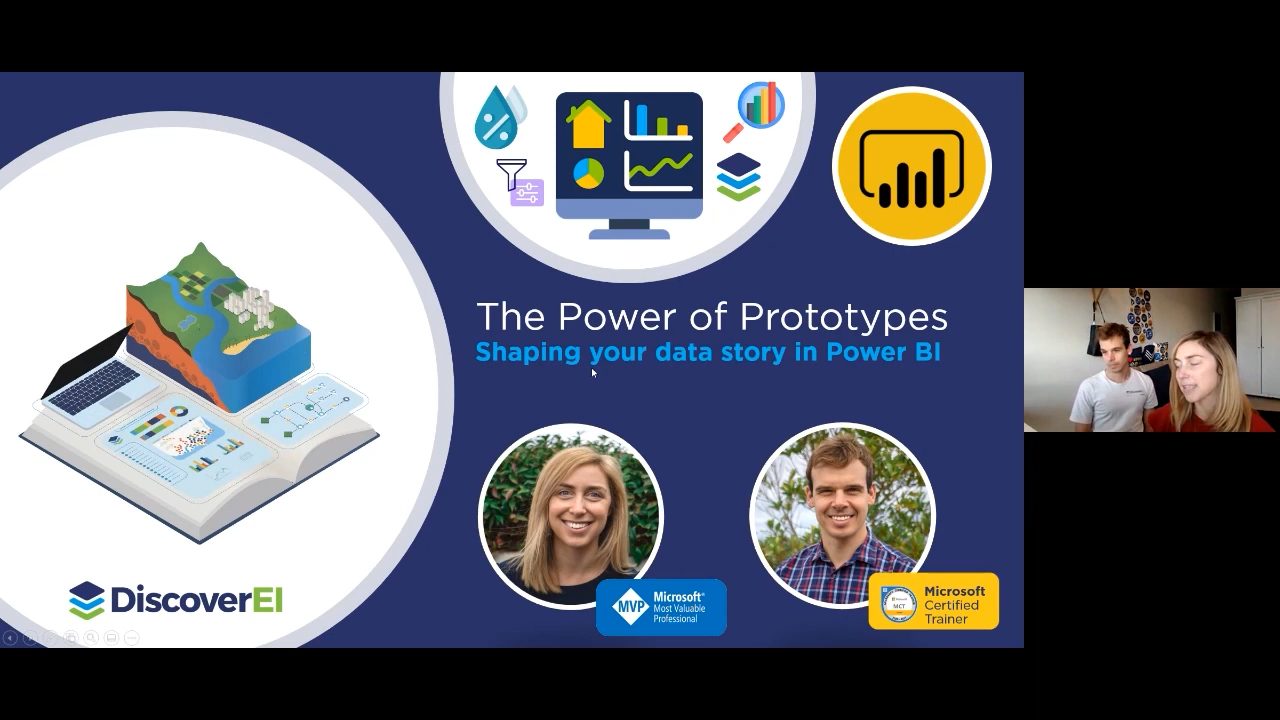 The Power of Prototypes
Shaping your data story in Power BI
DiscoverEI
MVP
Microsoft®
Most Valuable
Professional
MCT
Microsoft
Certified
Trainer